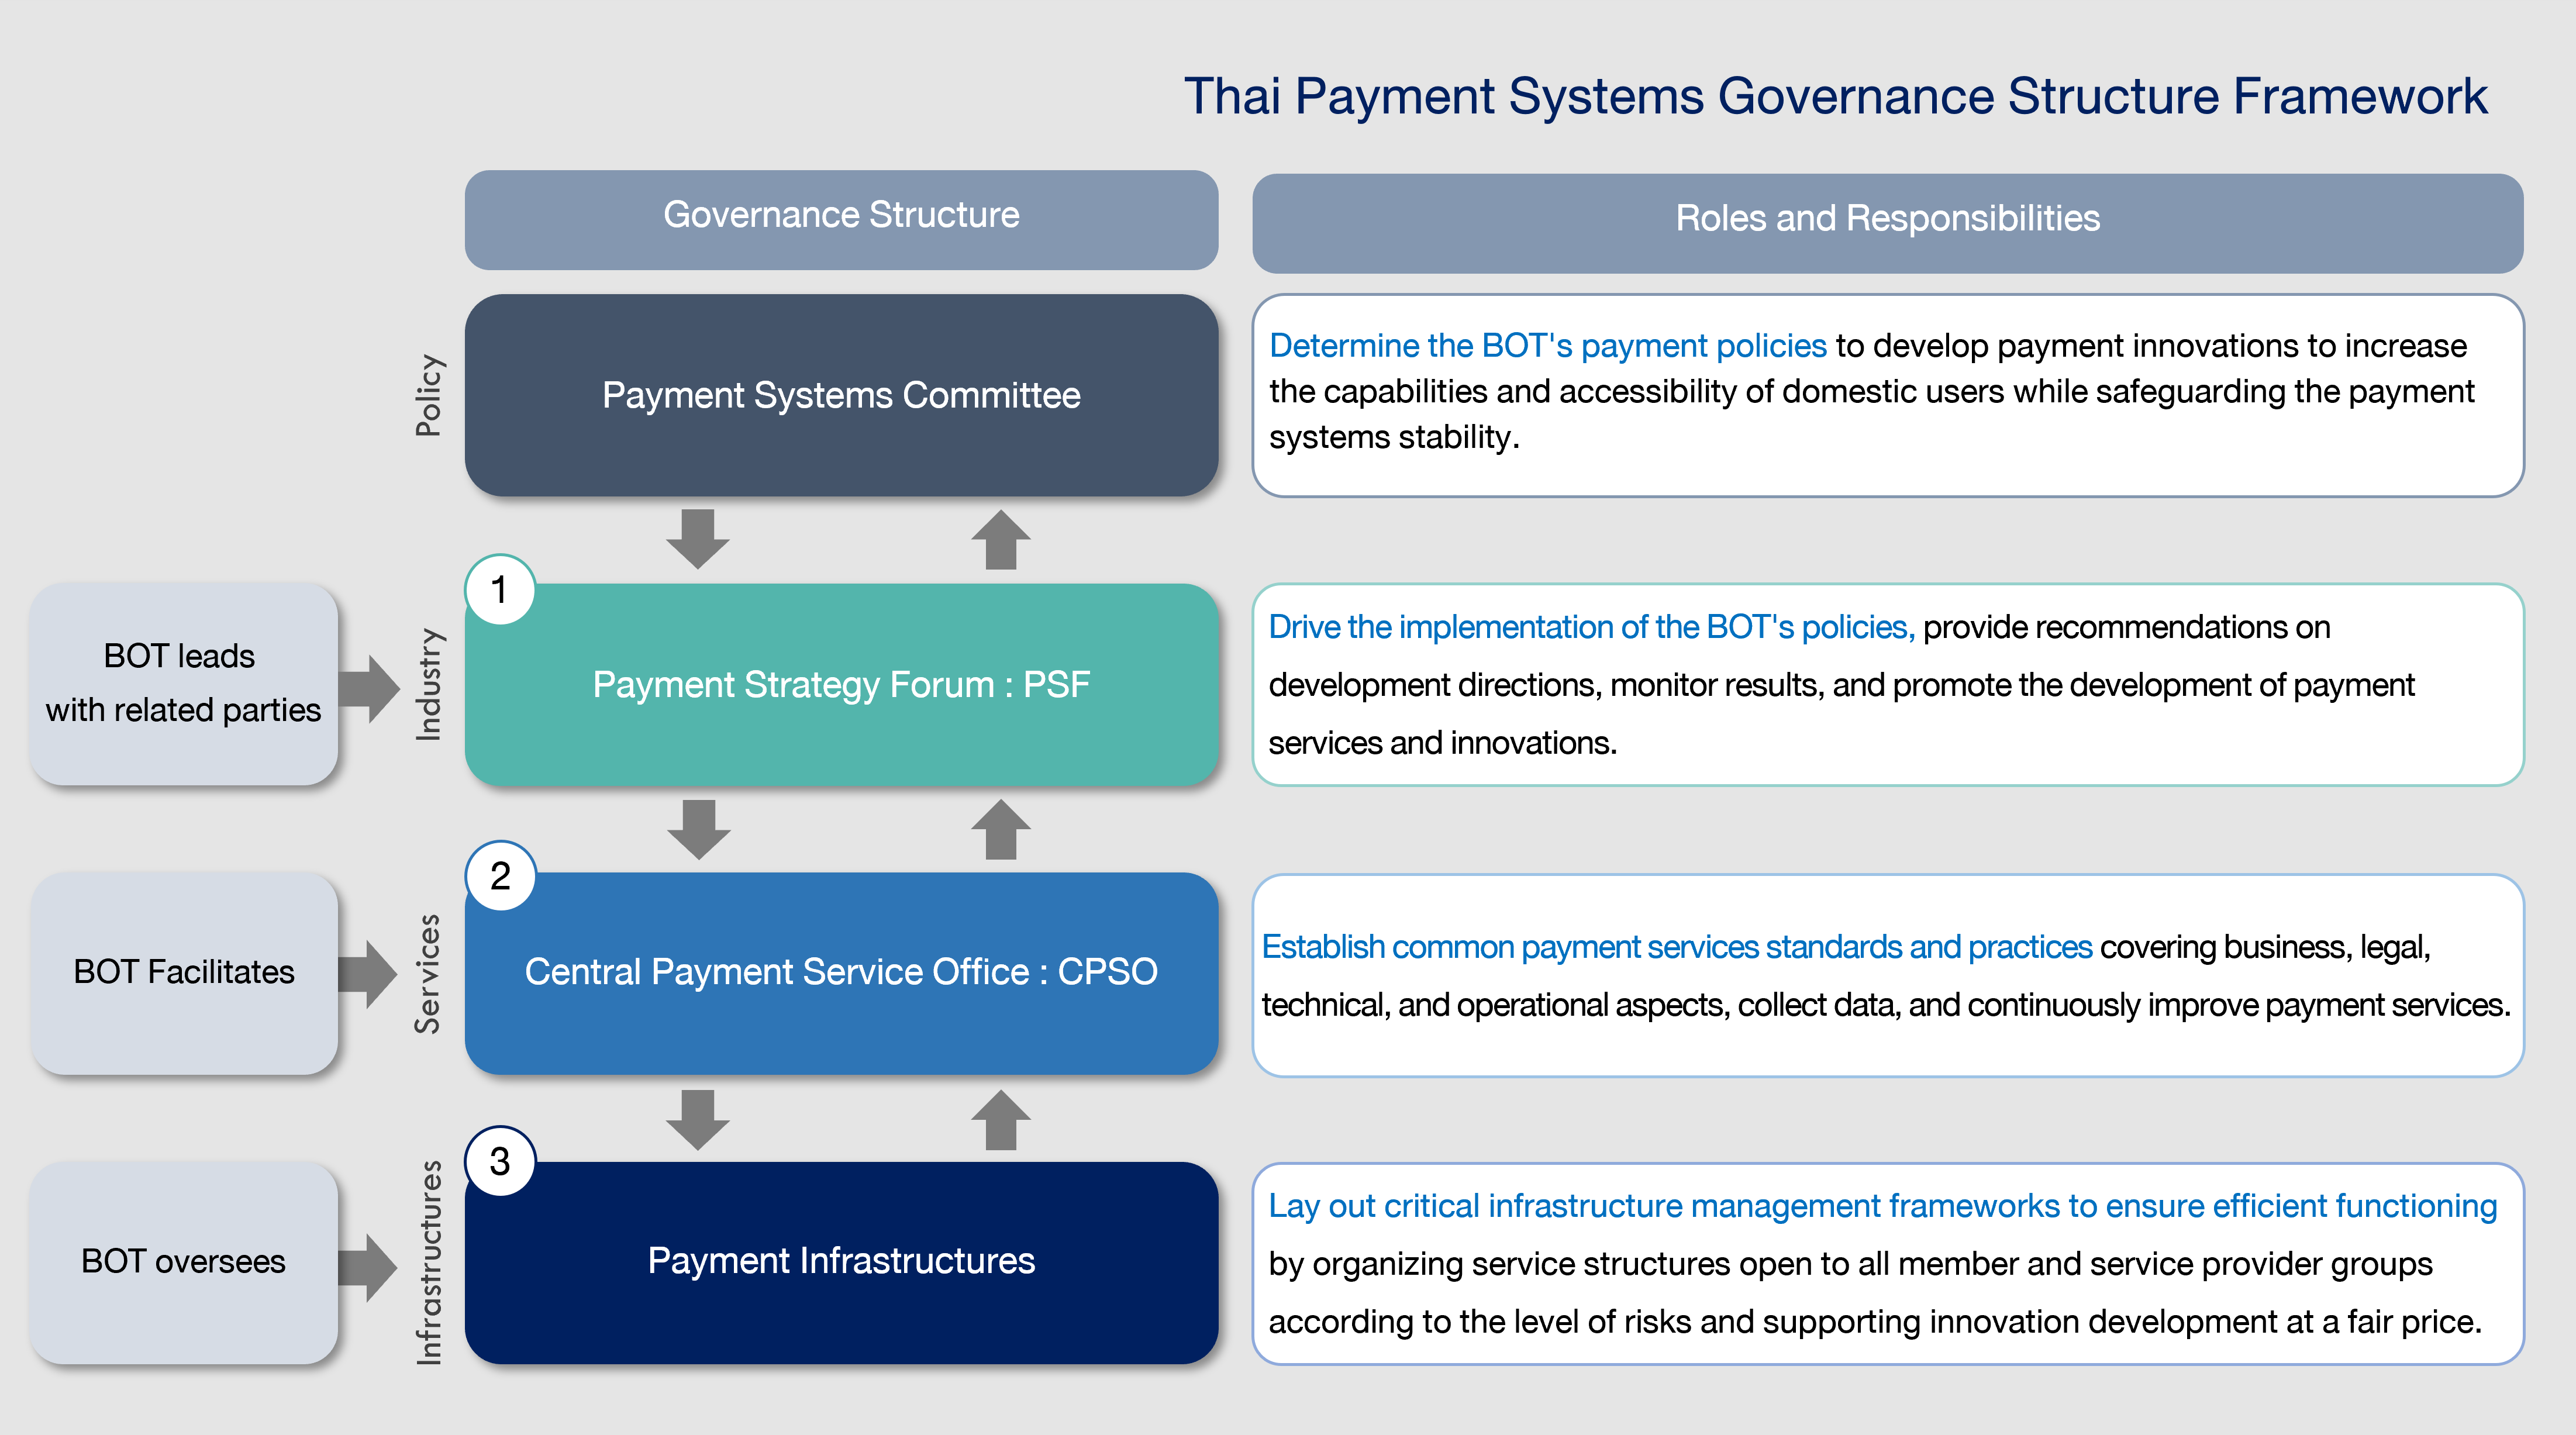 Thai Payment Systems Governance Structure Framework
Governance Structure
Roles and Responsibilities
Policy
Payment Systems Committee
Determine the BOT's payment policies to develop payment innovations to increase
the capabilities and accessibility of domestic users while safeguarding the payment
systems stability.
BOT leads
with related parties
Industry
1
Payment Strategy Forum : PSF
Drive the implementation of the BOT's policies, provide recommendations on
development directions, monitor results, and promote the development of payment
services and innovations.
BOT Facilitates
Services
2
Central Payment Service Office : CPSO
Establish common payment services standards and practices covering business, legal,
technical, and operational aspects, collect data, and continuously improve payment services.
BOT oversees
Infrastructures
3
Payment Infrastructures
Lay out critical infrastructure management frameworks to ensure efficient functioning
by organizing service structures open to all member and service provider groups
according to the level of risks and supporting innovation development at a fair price.